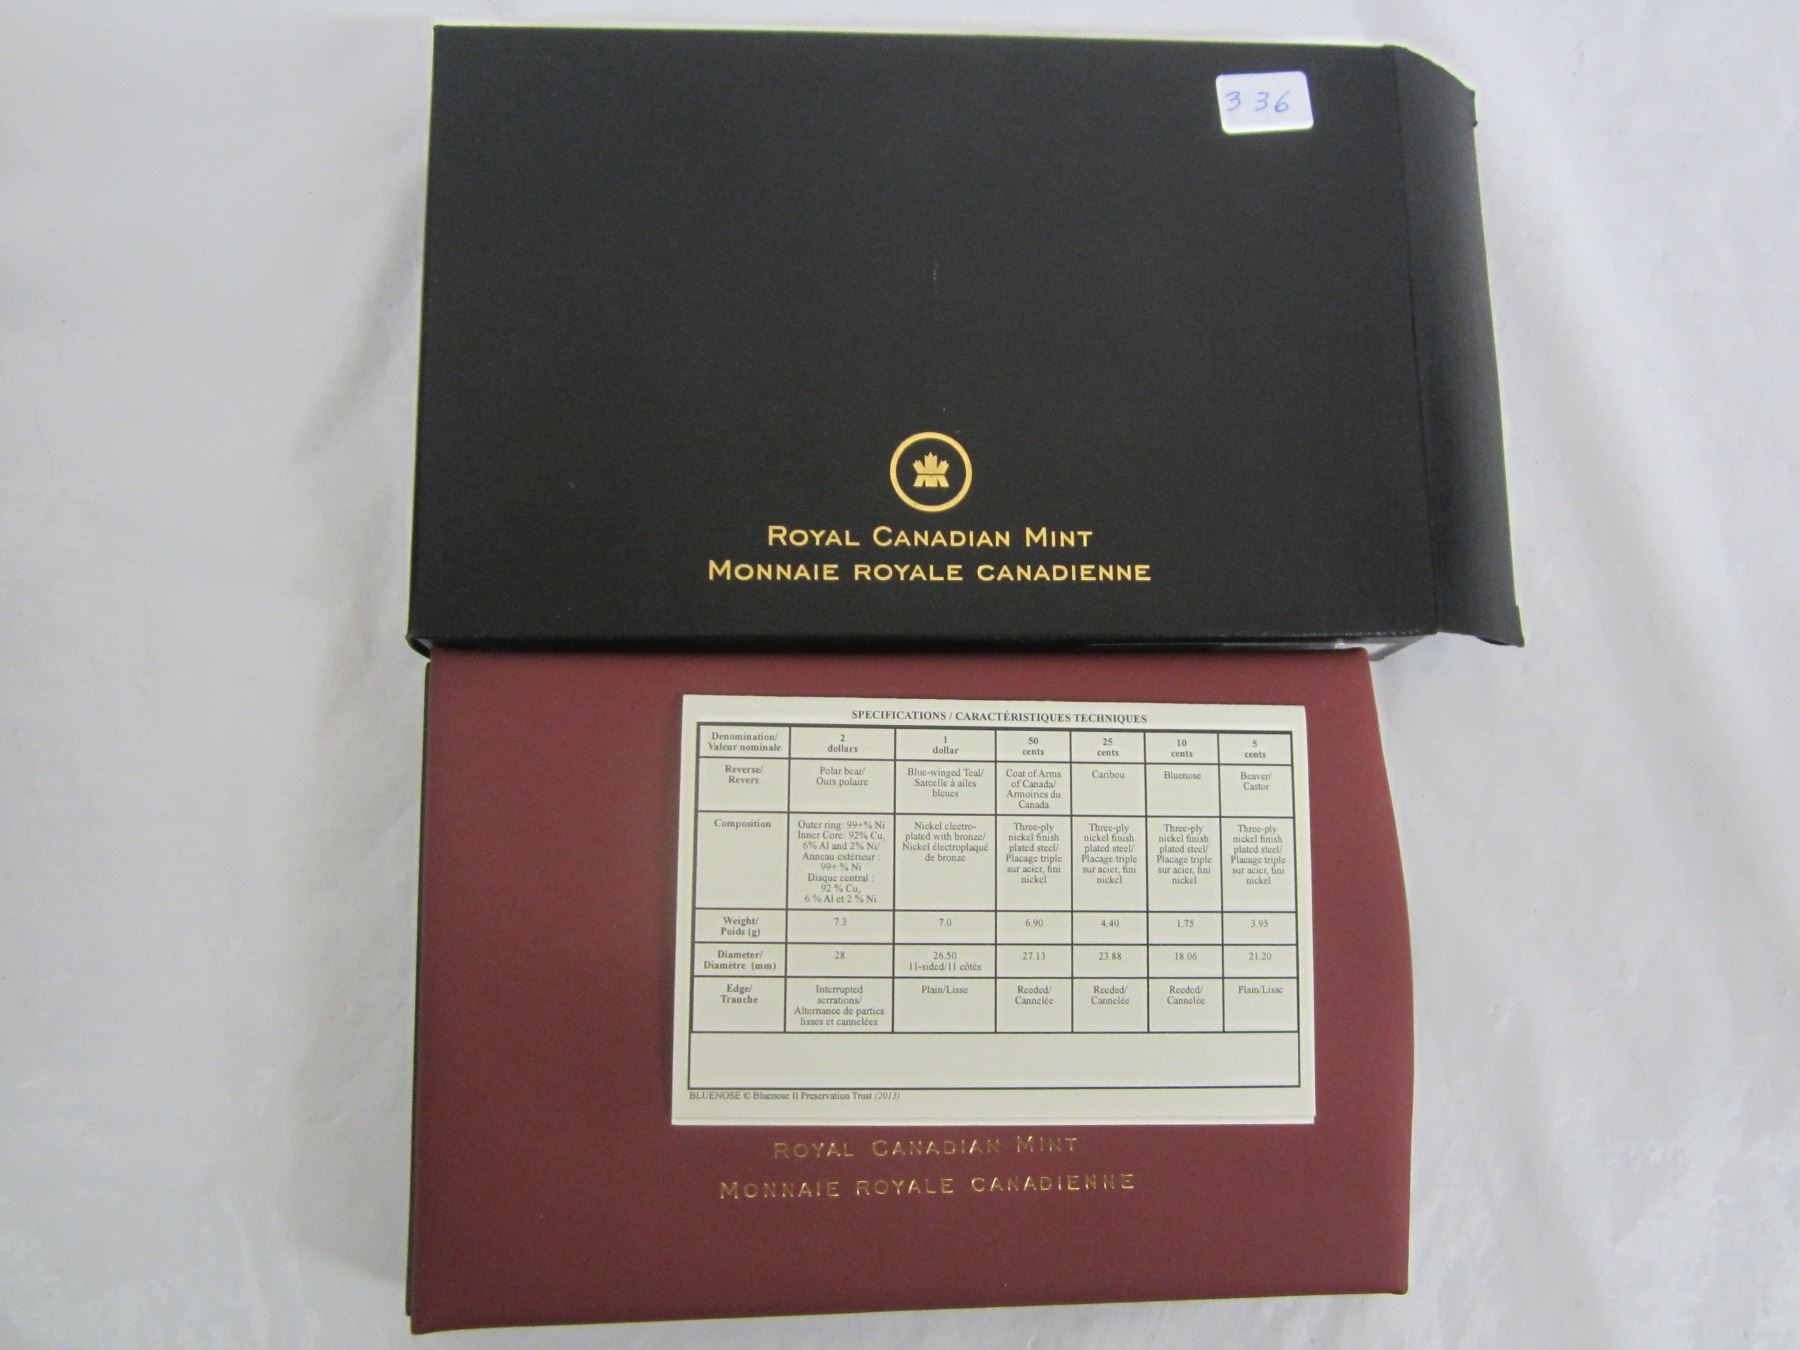 3 36
ROYAL CANADIAN MINT
MONNAIE ROYALE CANADIENNE
SPECIFICATIONS / CARACTÉRISTIQUES TECHNIQUES
Denomination/ 2 1 50 25 10 5
Valeur nominale dollars dollar cents cents cents cents
Reverse/ Polar bear/ Blue-winged Teal/ Coat of Arms Caribou Bluenose Beaver/
Revers Ours polaire Sarcelle à ailes of Canada/ Castor
bleues Armoiries du
Canada
Composition Outer ring: 99+% Ni Nickel electro- Three-ply Three-ply Three-ply Three-ply
Inner Core: 92% Cu, plated with bronze/ nickel finish nickel finish nickel finish nickel finish
6% Al and 2% Ni/ Nickel électroplaqué plated steel/ plated steel/ plated steel/ plated steel/
Anneau extérieur : de bronze Placage triple Placage triple Placage triple Placage triple
99+ % Ni sur acier, fini sur acier, fini sur acier, fini sur acier, fini
Disque central : nickel nickel nickel nickel
92 % Cu,
6 % Al et 2 % Ni
Weight/ 7.3 7.0 6.90 4.40 1.75 3.95
Poids (g)
Diameter/ 28 26.50 27.13 23.88 18.06 21.20
Diamètre (mm) 11-sided/11 côtés
Edge/ Interrupted Plain/Lisse Reeded/ Reeded/ Reeded/ Plain/Lisse
Tranche serrations/ Cannelée Cannelée Cannelée
Alternance de parties
lisses et cannelées
BLUENOSE © Bluenose II Preservation Trust (2013)
ROYAL CANADIAN MINT
MONNAIE ROYALE CANADIENNE